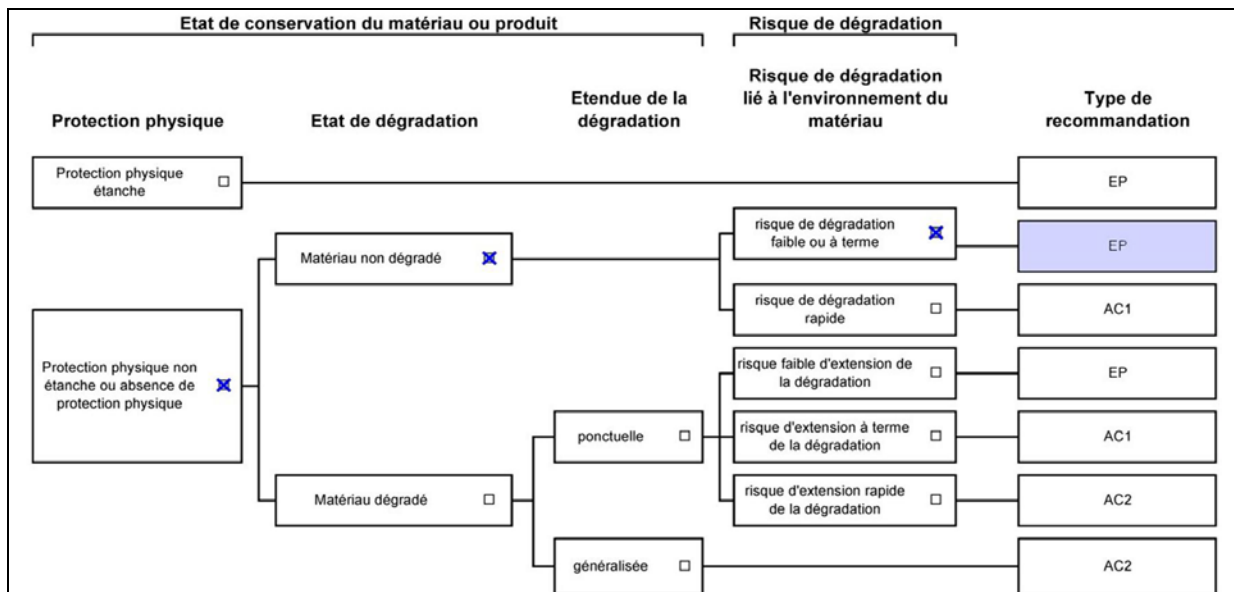 Etat de conservation du matériau ou produit
Risque de dégradation
Protection physique
Etat de dégradation
Etendue de la
dégradation
Risque de dégradation
lié à l'environnement du
matériau
Type de
recommandation
Protection physique
étanche
EP
Matériau non dégradé
risque de dégradation
faible ou à terme
EP
risque de dégradation
rapide
AC1
Protection physique non
étanche ou absence de
protection physique
risque faible d'extension de
la dégradation
EP
ponctuelle
risque d'extension à terme
de la dégradation
AC1
Matériau dégradé
risque d'extension rapide
de la dégradation
AC2
généralisée
AC2